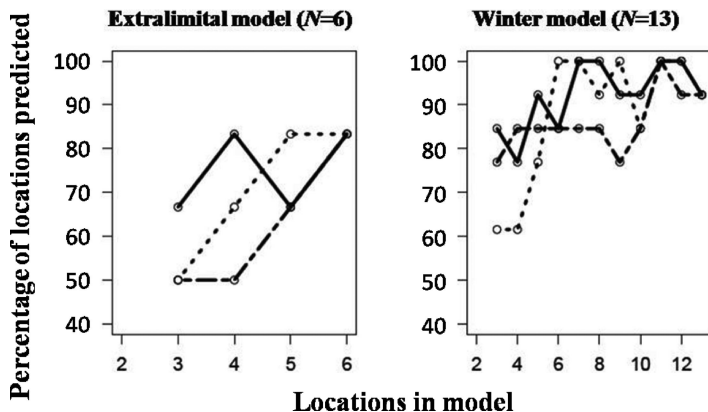 Extralimital model (N=6)
Winter model (N=13)
Percentage of locations predicted
100
90
80
70
60
50
40
2 3 4 5 6
100
90
80
70
60
50
40
2 4 6 8 10 12
Locations in model